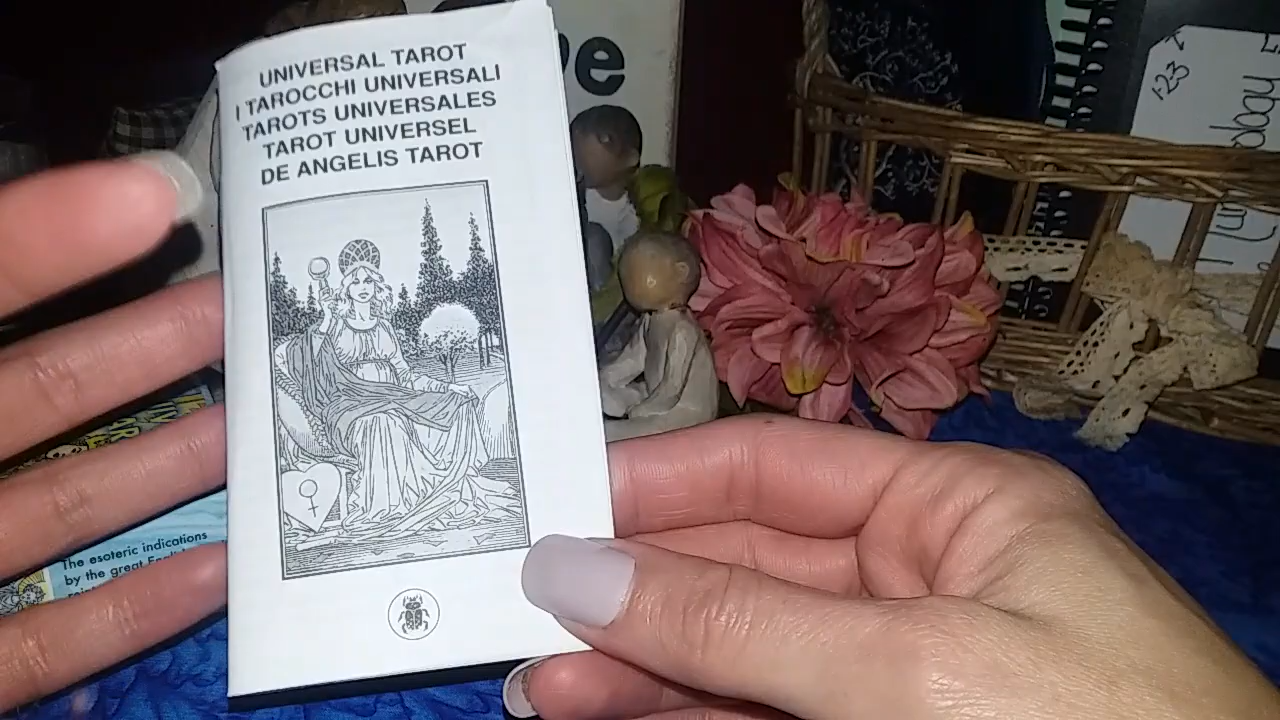 UNIVERSAL TAROT
I TAROCCHI UNIVERSALI
TAROTS UNIVERSALES
TAROT UNIVERSEL
DE ANGELIS TAROT
The esoteric indications
by the great